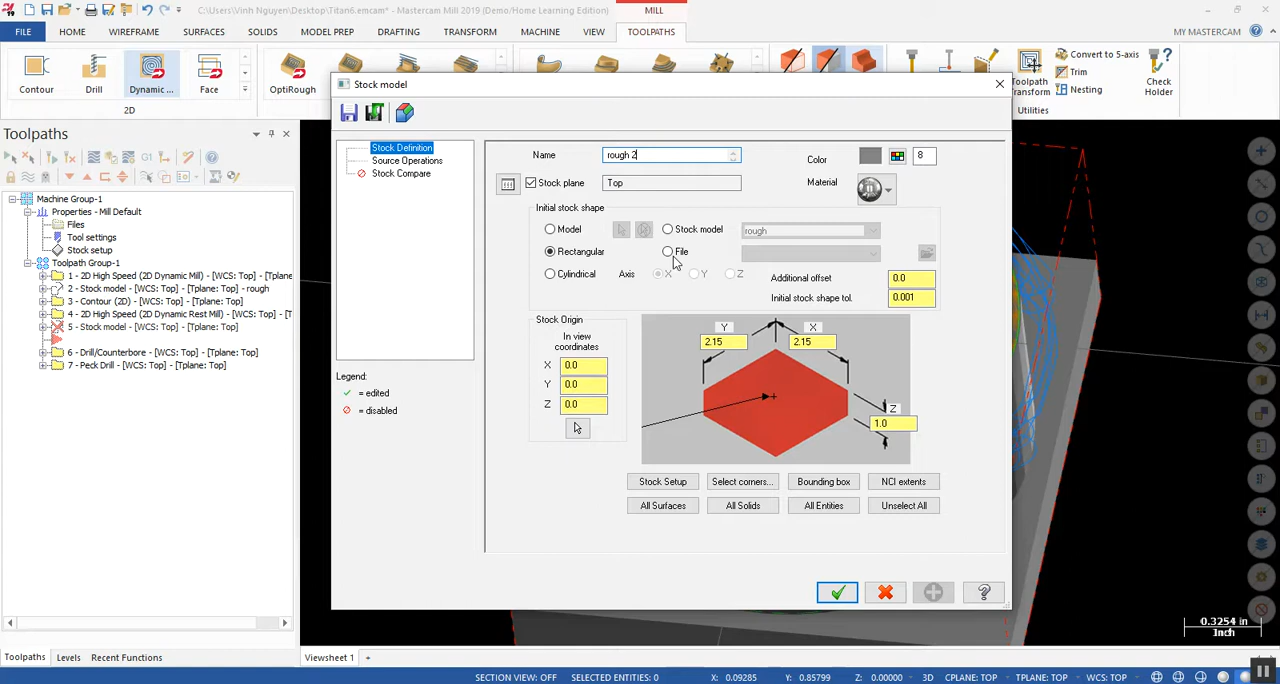 C:\Users\Vinh Nguyen\Desktop\Titan6.emcam* - Mastercam Mill 2019 (Demo/Home Learning Edition)
MILL
19
FILE HOME WIREFRAME SURFACES SOLIDS MODEL PREP DRAFTING TRANSFORM MACHINE VIEW TOOLPATHS MY MASTERCAM
Contour Drill Dynamic ... Face OptiRough
2D
Toolpath Transform
Convert to 5-axis
Trim
Nesting
Check Holder
Utilities
Toolpaths
G1
Machine Group-1
Properties - Mill Default
Files
Tool settings
Stock setup
Toolpath Group-1
1 - 2D High Speed (2D Dynamic Mill) - [WCS: Top] - [Tplane:
2 - Stock model - [WCS: Top] - [Tplane: Top] - rough
3 - Contour (2D) - [WCS: Top] - [Tplane: Top]
4 - 2D High Speed (2D Dynamic Rest Mill) - [WCS: Top] - [T
5 - Stock model - [WCS: Top] - [Tplane: Top]
6 - Drill/Counterbore - [WCS: Top] - [Tplane: Top]
7 - Peck Drill - [WCS: Top] - [Tplane: Top]
Stock model
Stock Definition
Source Operations
Stock Compare
Legend:
= edited
= disabled
Name rough 2
Color 8
Stock plane Top
Material
Initial stock shape
Model Stock model rough
Rectangular File
Cylindrical Axis X Y Z
Additional offset 0.0
Initial stock shape tol. 0.001
Stock Origin
In view coordinates
X 0.0
Y 0.0
Z 0.0
Y X
2.15 2.15
Z
1.0
Stock Setup Select corners... Bounding box NCI extents
All Surfaces All Solids All Entities Unselect All
0.3254 in
Inch
Toolpaths Levels Recent Functions
Viewsheet 1 +
SECTION VIEW: OFF SELECTED ENTITIES: 0 X: 0.09285 Y: 0.85799 Z: 0.00000 3D CPLANE: TOP TPLANE: TOP WCS: TOP